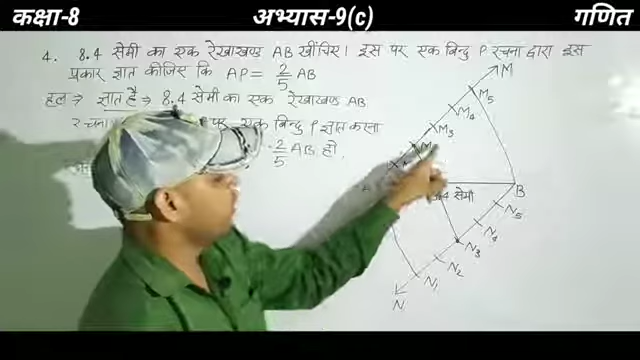 कक्षा-8
अभ्यास-9(c)
गणित
4. 8.4 सेमी का एक रेखाखण्ड AB खींचिए। इस पर एक बिन्दु P रचना द्वारा इस
प्रकार ज्ञात कीजिए कि AP = 2/5 AB
हल ⇒ ज्ञात है ⇒ 8.4 सेमी का एक रेखाखण्ड AB
पर एक बिन्दु P ज्ञात करना
2/5 AB हो
M
M5
M4
M3
B
4 सेमी
N5
N4
N3
N2
N1
N